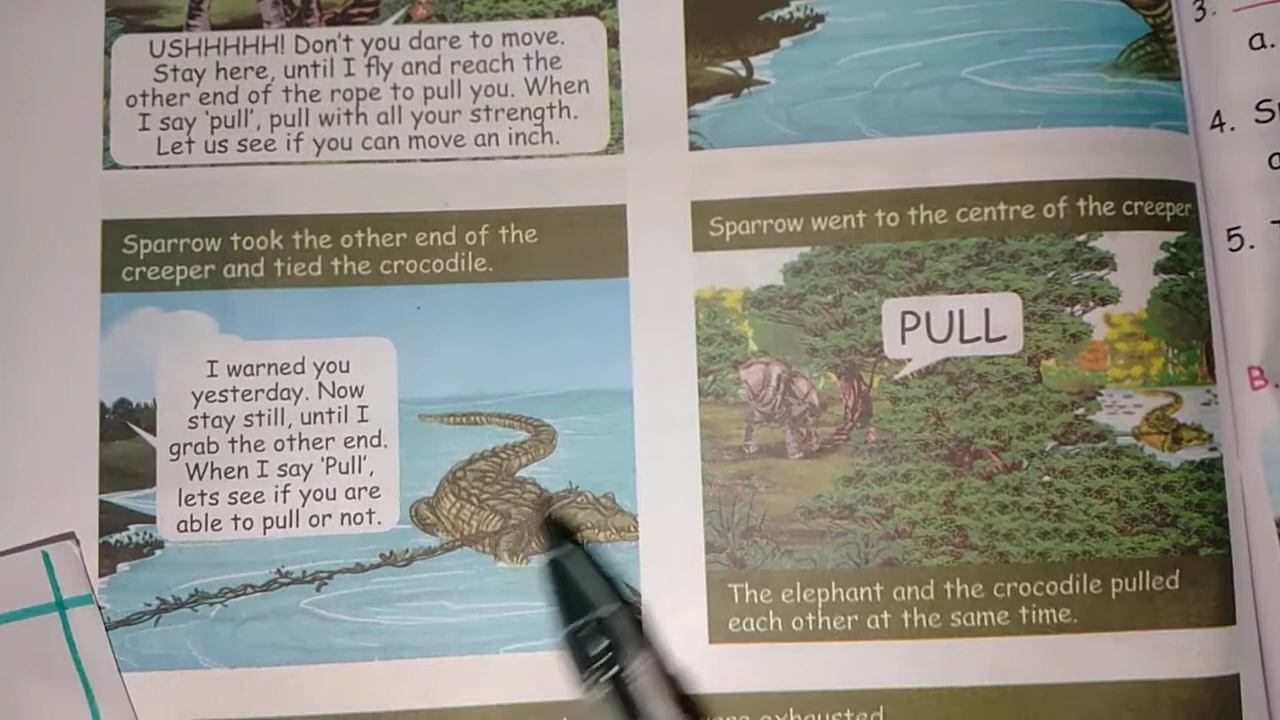 USHHHHH! Don't you dare to move.
Stay here, until I fly and reach the
other end of the rope to pull you. When
I say 'pull', pull with all your strength.
Let us see if you can move an inch.
Sparrow took the other end of the
creeper and tied the crocodile.
I warned you
yesterday. Now
stay still, until I
grab the other end.
When I say 'Pull',
lets see if you are
able to pull or not.
Sparrow went to the centre of the creeper
PULL
The elephant and the crocodile pulled
each other at the same time.
exhausted
3.
a.
4. S
5.
B.